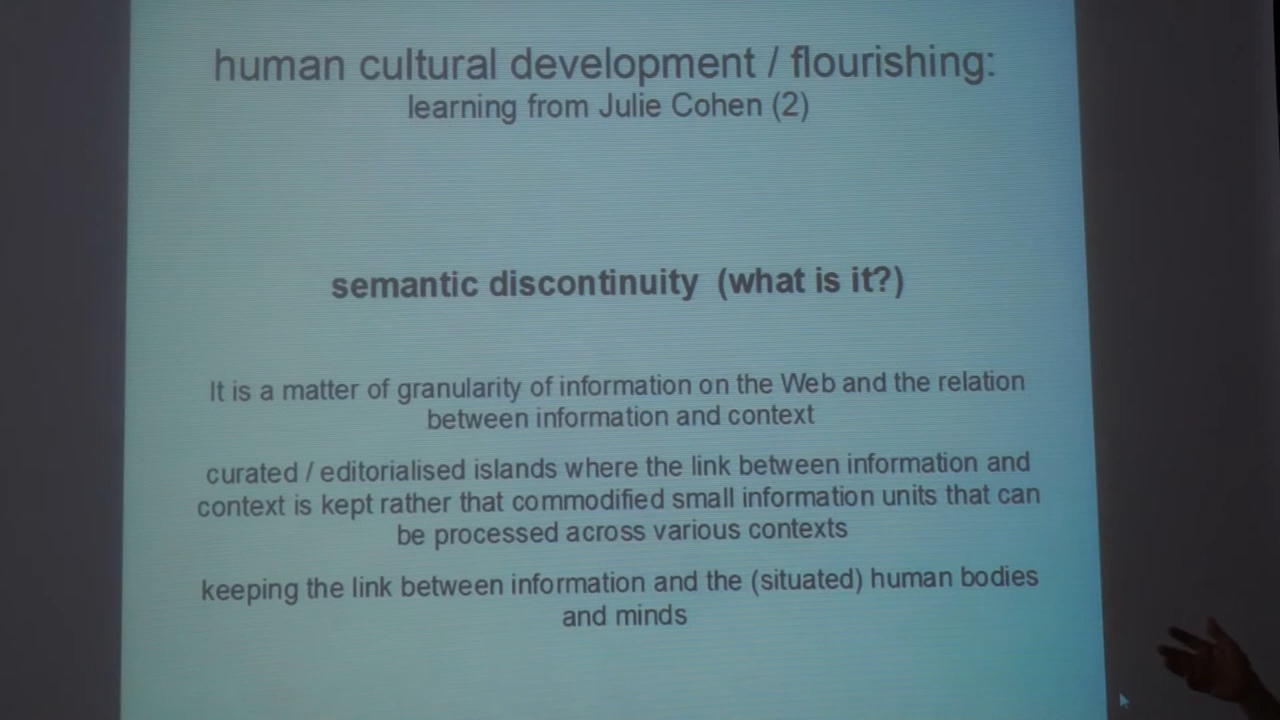 human cultural development / flourishing:
learning from Julie Cohen (2)
semantic discontinuity (what is it?)
It is a matter of granularity of information on the Web and the relation
between information and context
curated / editorialised islands where the link between information and
context is kept rather that commodified small information units that can
be processed across various contexts
keeping the link between information and the (situated) human bodies
and minds